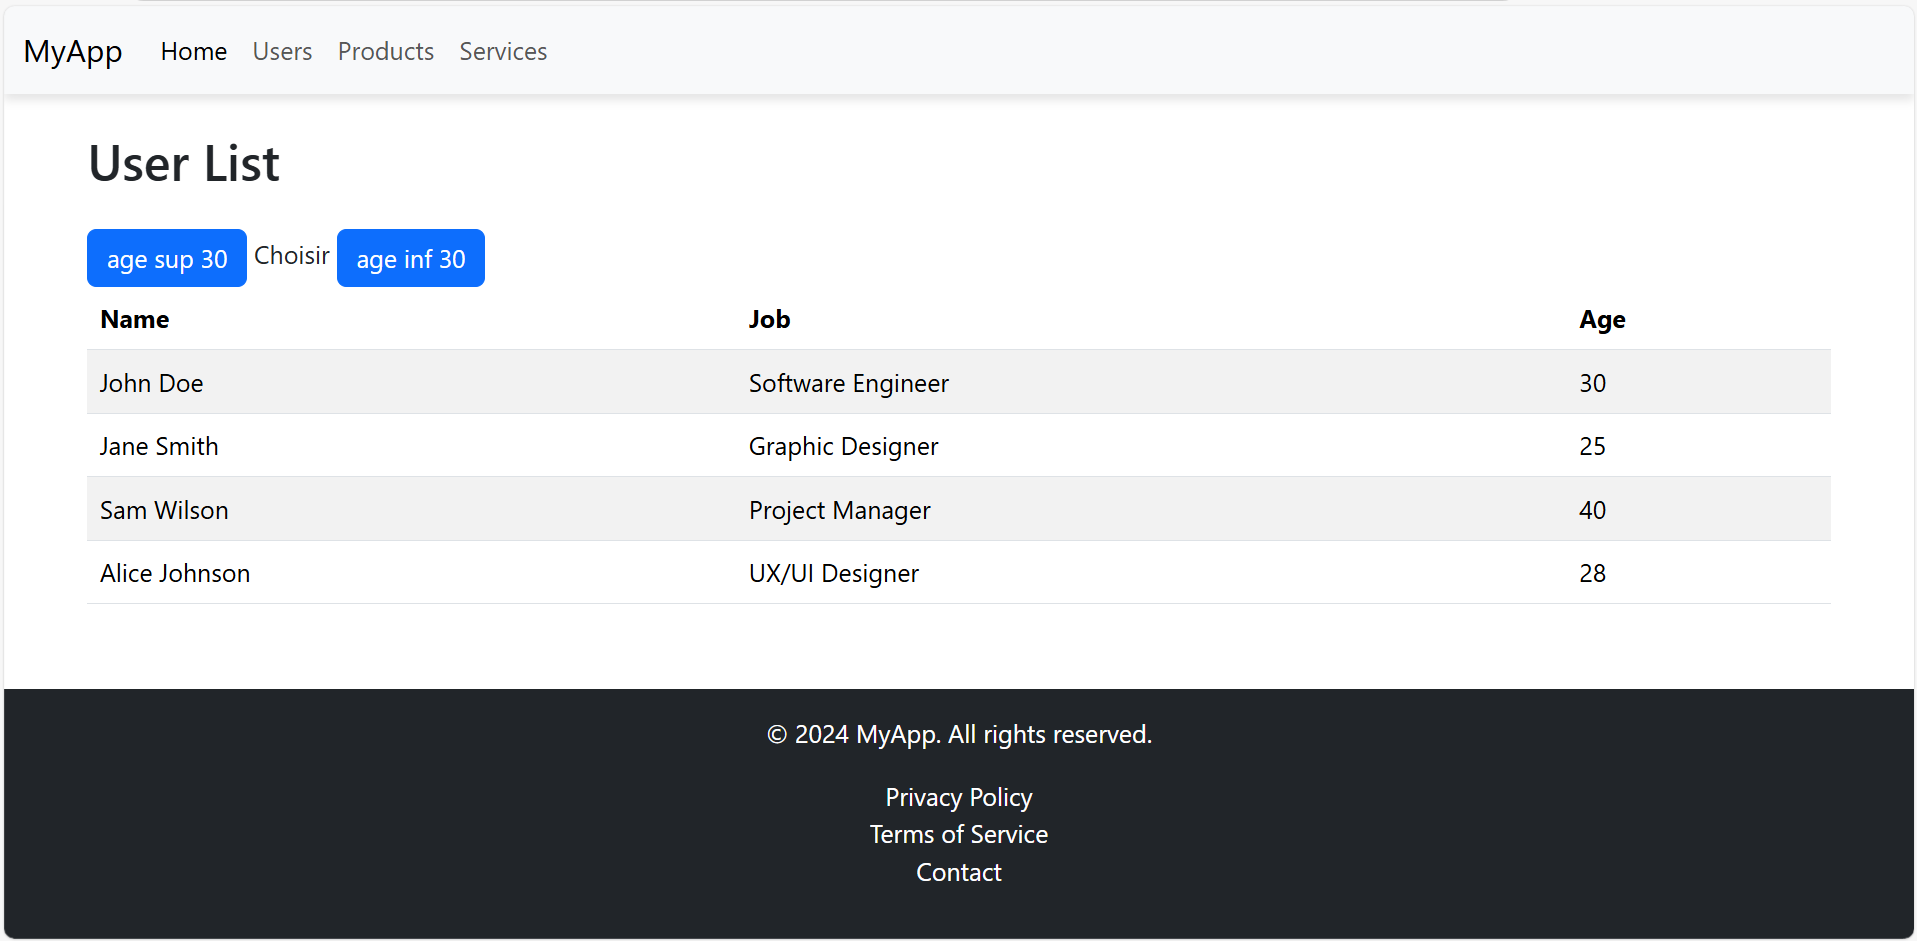 MyApp Home Users Products Services
User List
age sup 30 Choisir age inf 30
Name Job Age
John Doe Software Engineer 30
Jane Smith Graphic Designer 25
Sam Wilson Project Manager 40
Alice Johnson UX/UI Designer 28
© 2024 MyApp. All rights reserved.
Privacy Policy
Terms of Service
Contact